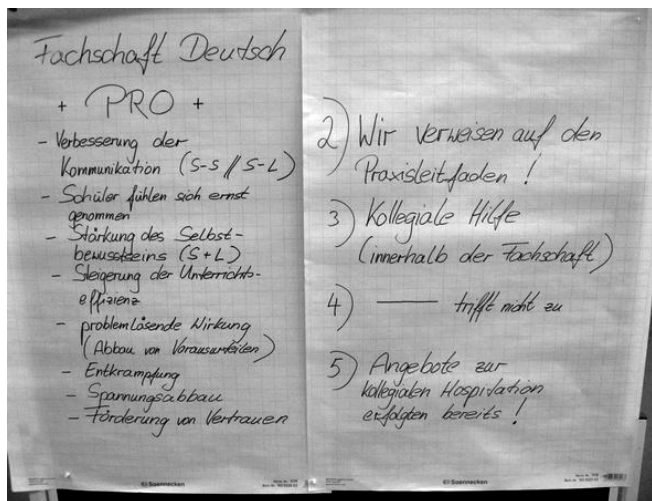 Fachschaft Deutsch
+ PRO +
- Verbesserung der
Kommunikation (S-S // S-L)
- Schüler fühlen sich ernst
genommen
- Stärkung des Selbst-
bewusstseins (S+L)
- Steigerung der Unterrichts-
effizienz
- problemlösende Wirkung
(Abbau von Vorausurteilen)
- Entkrampfung
- Spannungsabbau
- Förderung von Vertrauen
Soennecken
2) Wir verweisen auf den
Praxisleitfaden !
3) Kollegiale Hilfe
(innerhalb der Fachschaft)
4) —— trifft nicht zu
5) Angebote zur
kollegialen Hospitation
erfolgten bereits !
Soennecken